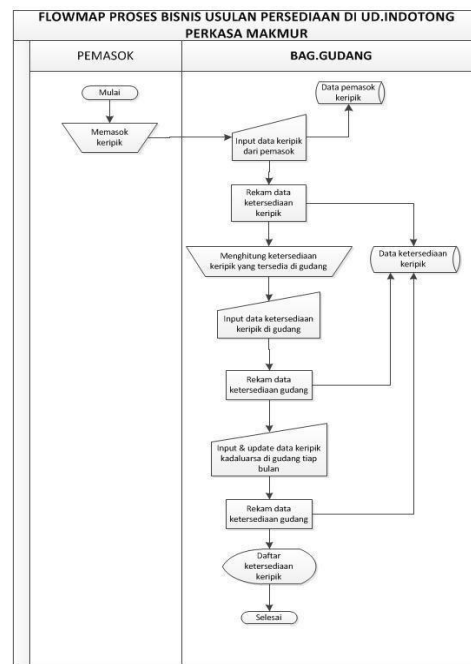 FLOWMAP PROSES BISNIS USULAN PERSEDIAAN DI UD.INDOTONG
PERKASA MAKMUR
PEMASOK
BAG.GUDANG
Mulai
Data pemasok
keripik
Memasok
keripik
Input data keripik
dari pemasok
Rekam data
ketersediaan
keripik
Data ketersediaan
keripik
Menghitung ketersediaan
keripik yang tersedia di gudang
Input data ketersediaan
keripik di gudang
Rekam data
ketersediaan gudang
Input & update data keripik
kadaluarsa di gudang tiap
bulan
Rekam data
ketersediaan gudang
Daftar
ketersediaan
keripik
Selesai